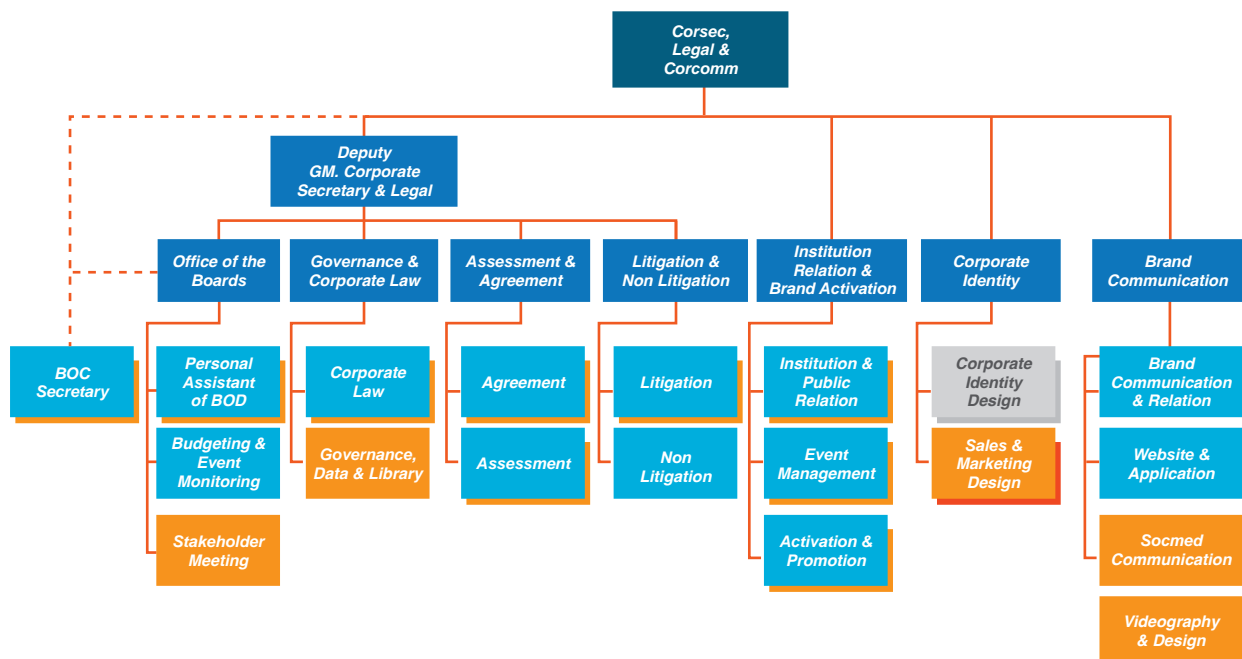 Corsec,
Legal &
Corcomm
Deputy
GM. Corporate
Secretary & Legal
Office of the
Boards
Governance &
Corporate Law
Assessment &
Agreement
Litigation &
Non Litigation
Institution
Relation &
Brand Activation
Corporate
Identity
Brand
Communication
BOC
Secretary
Personal
Assistant
of BOD
Corporate
Law
Agreement
Litigation
Institution &
Public
Relation
Corporate
Identity
Design
Brand
Communication
& Relation
Budgeting &
Event
Monitoring
Governance,
Data & Library
Assessment
Non
Litigation
Event
Management
Sales &
Marketing
Design
Website &
Application
Stakeholder
Meeting
Activation &
Promotion
Socmed
Communication
Videography
& Design